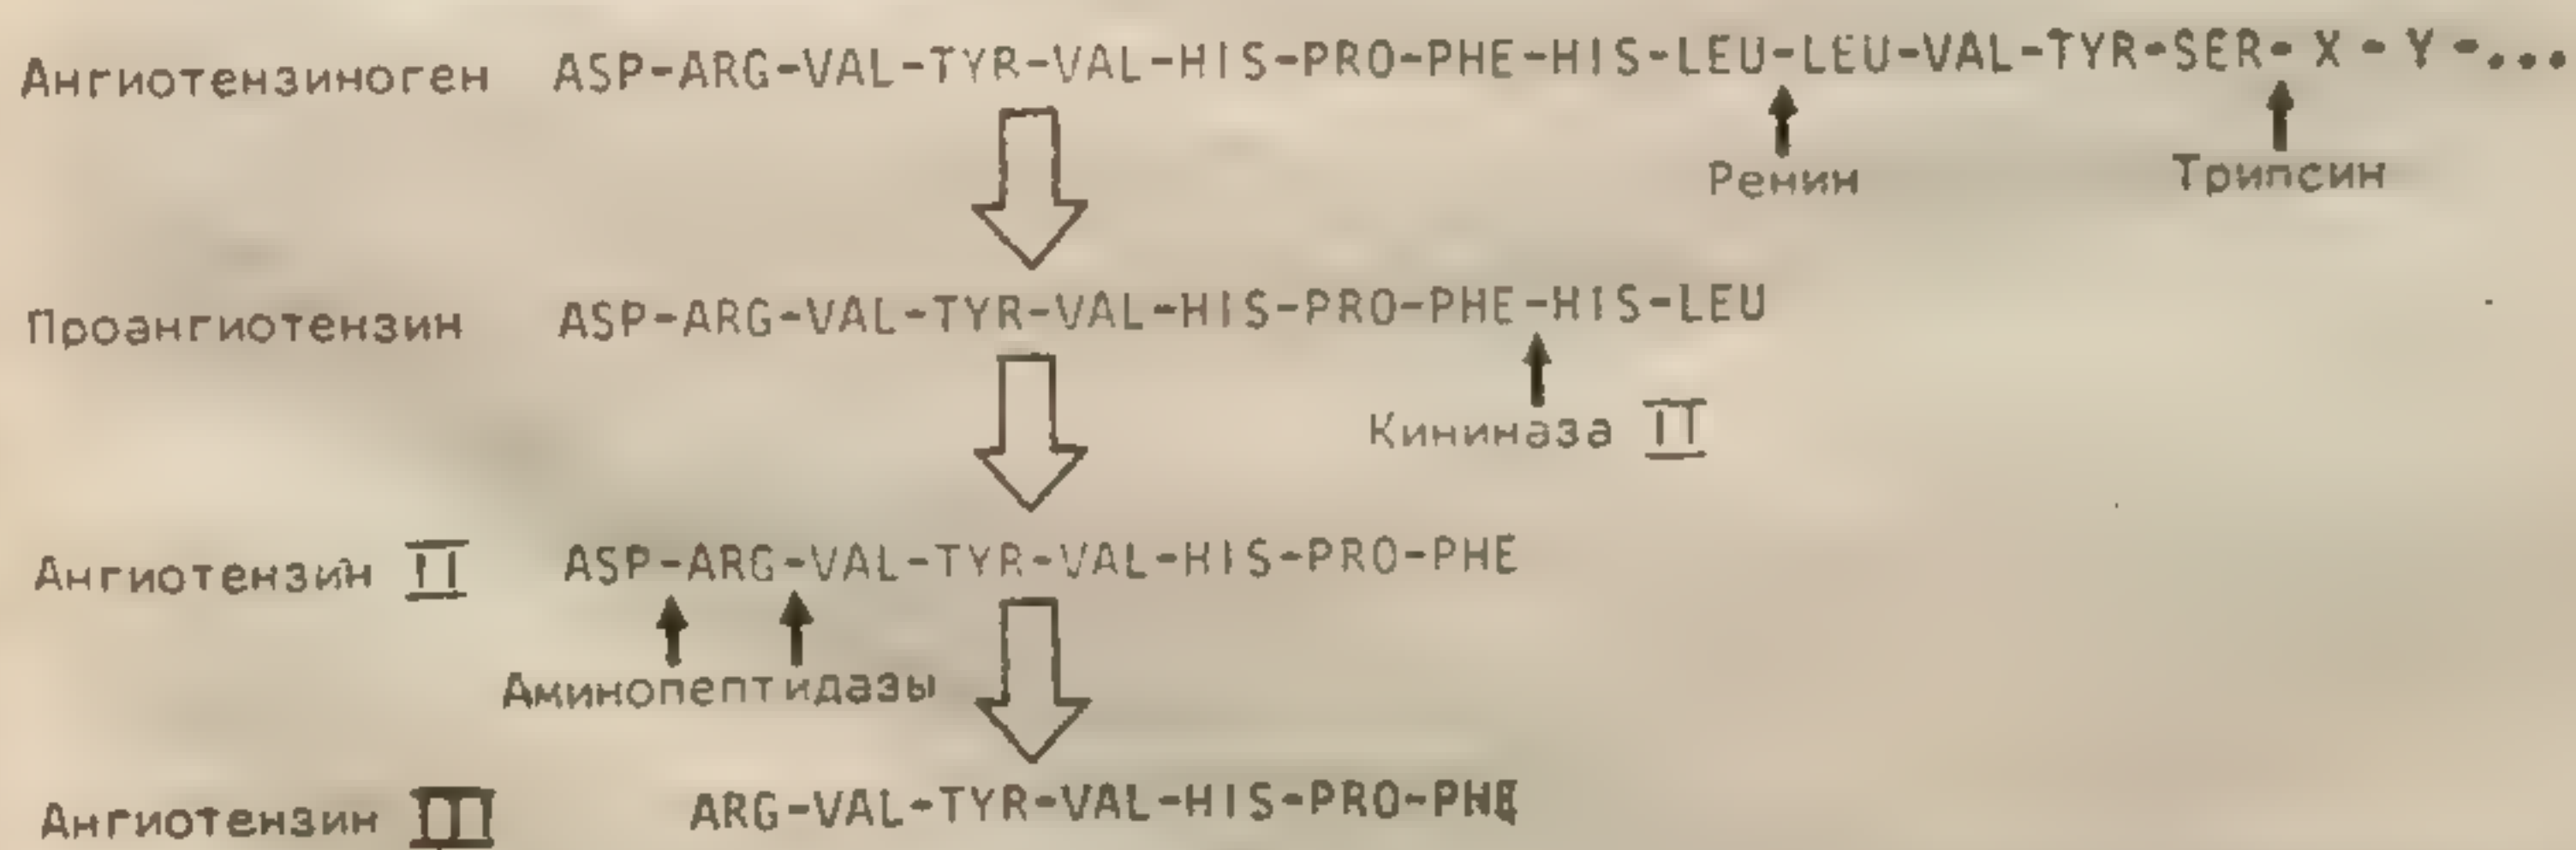 Ангиотензиноген ASP-ARG-VAL-TYR-VAL-HIS-PRO-PHE-HIS-LEU-LEU-VAL-TYR-SER-X-Y-...
Ренин Трипсин
Проангиотензин ASP-ARG-VAL-TYR-VAL-HIS-PRO-PHE-HIS-LEU
Кининаза II
Ангиотензин II ASP-ARG-VAL-TYR-VAL-HIS-PRO-PHE
Аминопептидазы
Ангиотензин III ARG-VAL-TYR-VAL-HIS-PRO-PHE